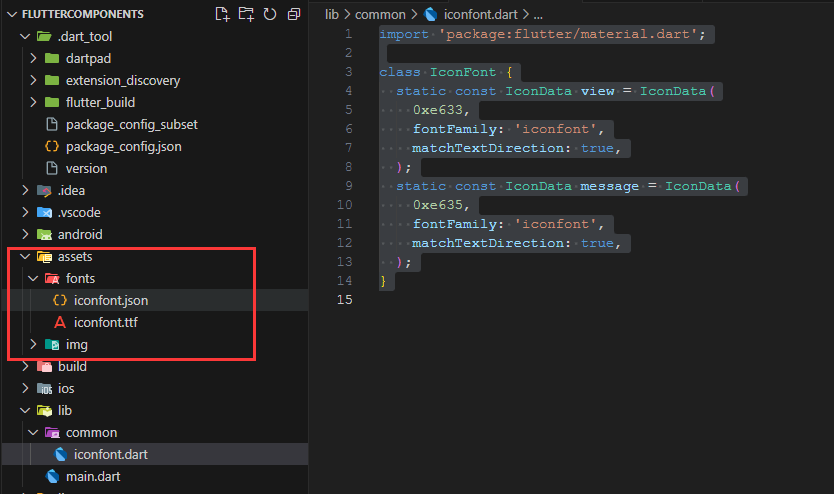 FLUTTERCOMPONENTS
.dart_tool
dartpad
extension_discovery
flutter_build
package_config_subset
package_config.json
version
.idea
.vscode
android
assets
fonts
iconfont.json
iconfont.ttf
img
build
ios
lib
common
iconfont.dart
main.dart
lib > common > iconfont.dart > ...
1 import 'package:flutter/material.dart';
2
3 class IconFont {
4 static const IconData view = IconData(
5 0xe633,
6 fontFamily: 'iconfont',
7 matchTextDirection: true,
8 );
9 static const IconData message = IconData(
10 0xe635,
11 fontFamily: 'iconfont',
12 matchTextDirection: true,
13 );
14 }
15